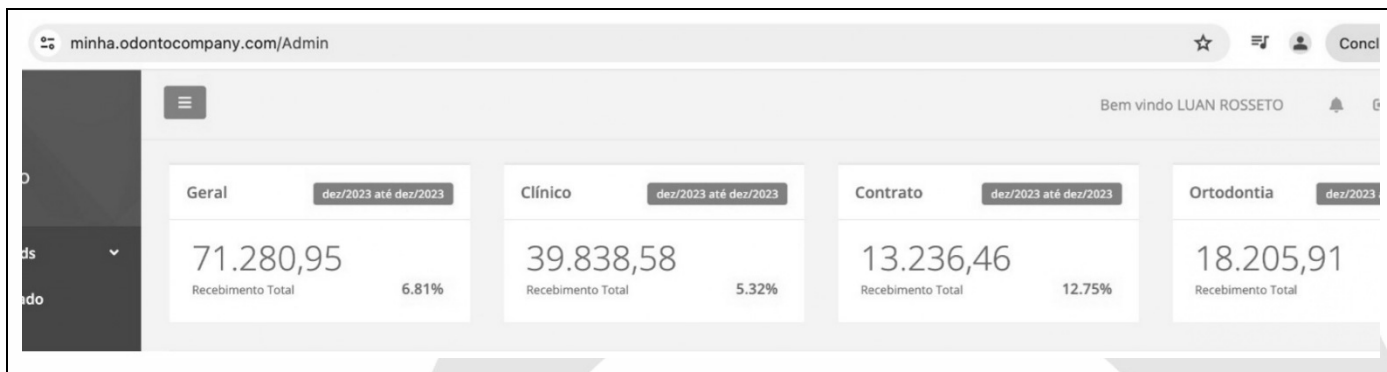 minha.odontocompany.com/Admin
Concl
Bem vindo LUAN ROSSETO
Geral dez/2023 até dez/2023
71.280,95
Recebimento Total 6.81%
Clínico dez/2023 até dez/2023
39.838,58
Recebimento Total 5.32%
Contrato dez/2023 até dez/2023
13.236,46
Recebimento Total 12.75%
Ortodontia dez/2023
18.205,91
Recebimento Total
ds
ado